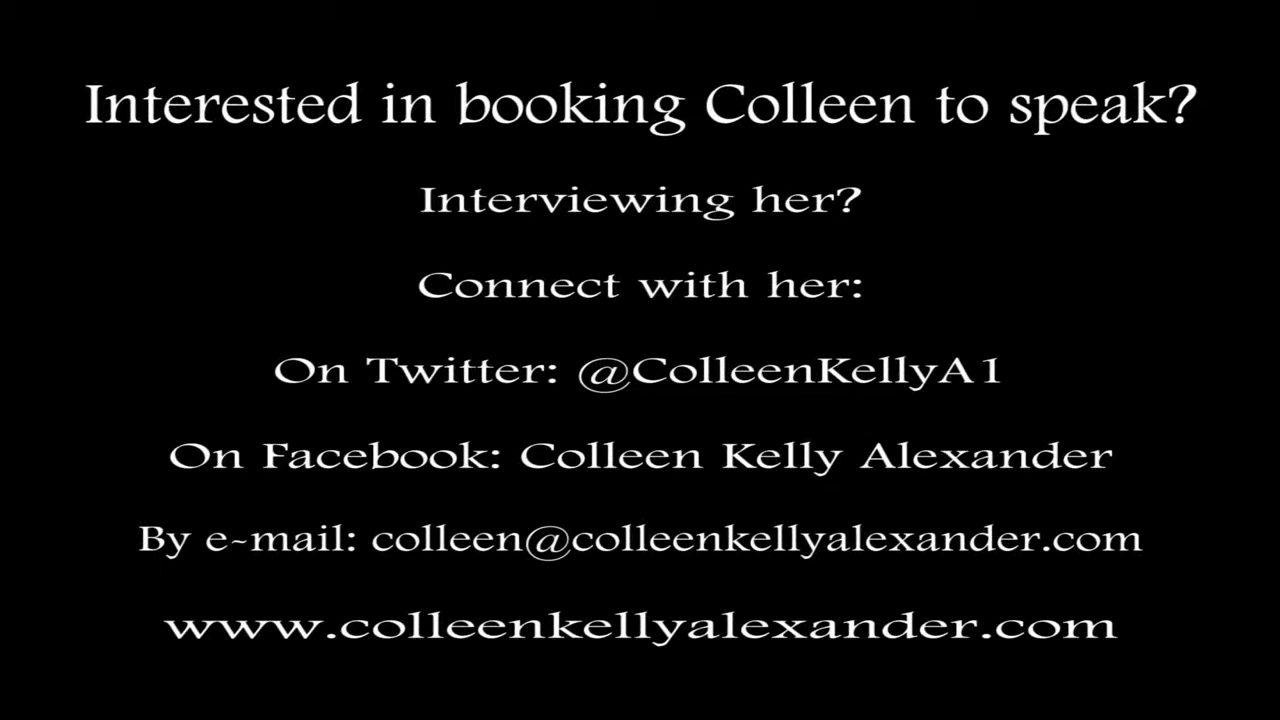 Interested in booking Colleen to speak?
Interviewing her?
Connect with her:
On Twitter: @ColleenKellyA1
On Facebook: Colleen Kelly Alexander
By e-mail: colleen@colleenkellyalexander.com
www.colleenkellyalexander.com